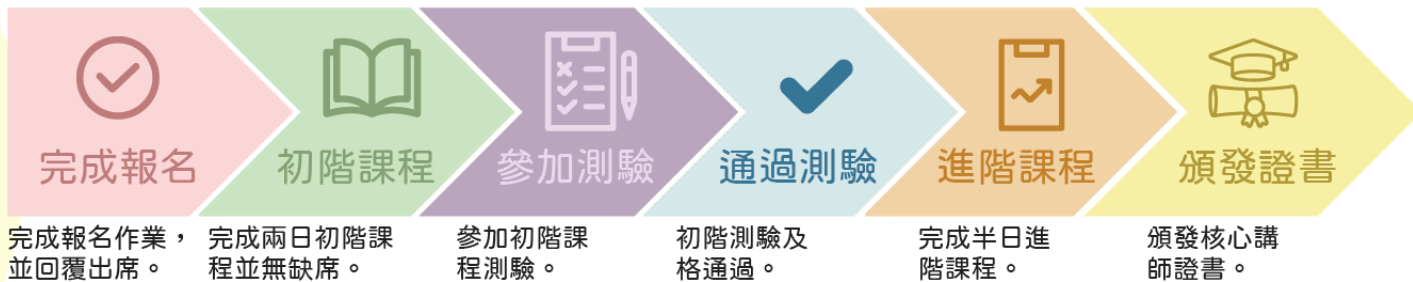 完成報名
初階課程
參加測驗
通過測驗
進階課程
頒發證書
完成報名作業，
並回覆出席。
完成兩日初階課
程並無缺席。
參加初階課
程測驗。
初階測驗及
格通過。
完成半日進
階課程。
頒發核心講
師證書。